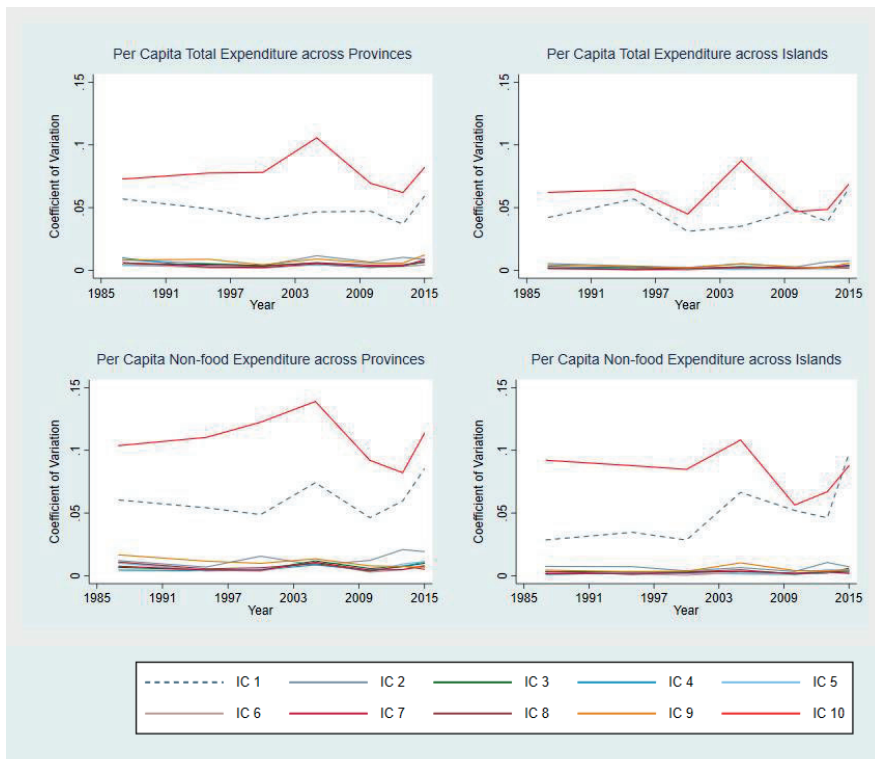 Per Capita Total Expenditure across Provinces
Coefficient of Variation
.15
.1
.05
0
1985 1991 1997 2003 2009 2015
Year
Per Capita Total Expenditure across Islands
Coefficient of Variation
.15
.1
.05
0
1985 1991 1997 2003 2009 2015
Year
Per Capita Non-food Expenditure across Provinces
Coefficient of Variation
.15
.1
.05
0
1985 1991 1997 2003 2009 2015
Year
Per Capita Non-food Expenditure across Islands
Coefficient of Variation
.15
.1
.05
0
1985 1991 1997 2003 2009 2015
Year
IC 1 IC 2 IC 3 IC 4 IC 5
IC 6 IC 7 IC 8 IC 9 IC 10